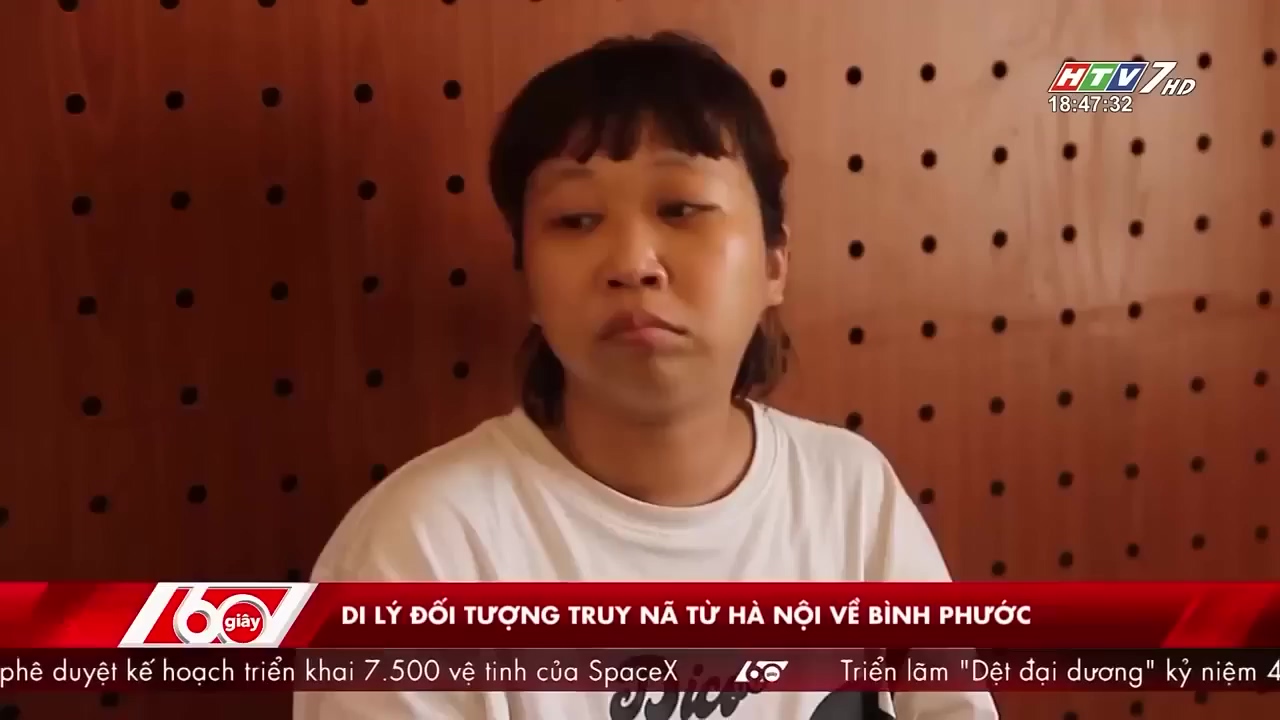 HTV7 HD
18:47:32
60 giây
DI LÝ ĐỐI TƯỢNG TRUY NÃ TỪ HÀ NỘI VỀ BÌNH PHƯỚC
phê duyệt kế hoạch triển khai 7.500 vệ tinh của SpaceX 60 giây Triển lãm "Dệt đại dương" kỷ niệm 4